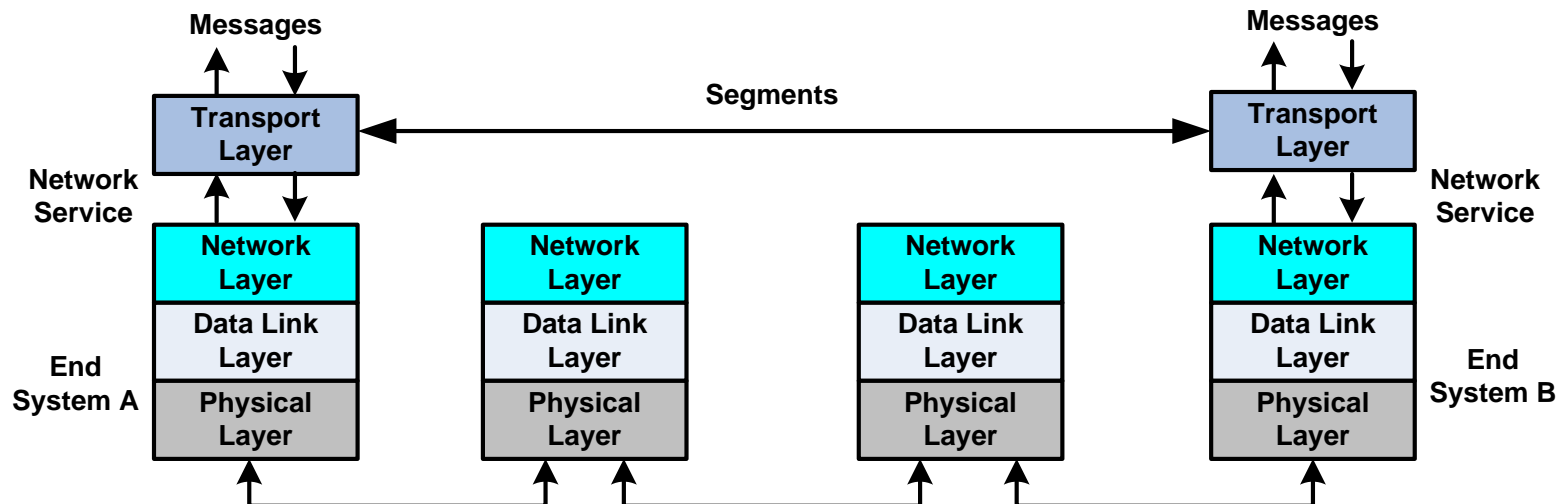 Messages
Messages
Segments
Transport
Layer
Transport
Layer
Network
Service
Network
Service
Network
Layer
Network
Layer
Network
Layer
Network
Layer
Data Link
Layer
Data Link
Layer
Data Link
Layer
Data Link
Layer
End
System A
End
System B
Physical
Layer
Physical
Layer
Physical
Layer
Physical
Layer